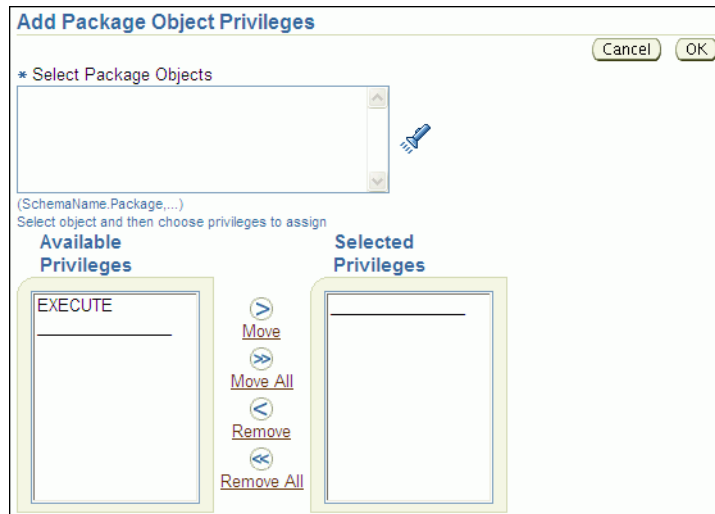 Add Package Object Privileges
Cancel OK
* Select Package Objects
(SchemaName.Package,...)
Select object and then choose privileges to assign
Available Privileges
Selected Privileges
EXECUTE
Move
Move All
Remove
Remove All